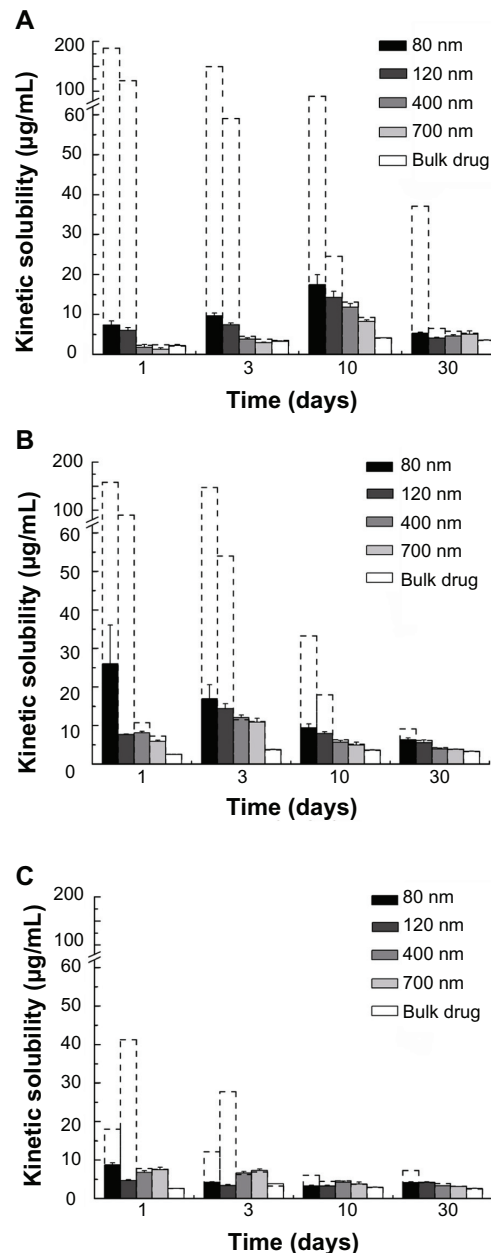 A
Kinetic solubility (µg/mL)
200
100
60
50
40
30
20
10
0
80 nm
120 nm
400 nm
700 nm
Bulk drug
1 3 10 30
Time (days)
B
Kinetic solubility (µg/mL)
200
100
60
50
40
30
20
10
0
80 nm
120 nm
400 nm
700 nm
Bulk drug
1 3 10 30
Time (days)
C
Kinetic solubility (µg/mL)
200
100
60
50
40
30
20
10
0
80 nm
120 nm
400 nm
700 nm
Bulk drug
1 3 10 30
Time (days)